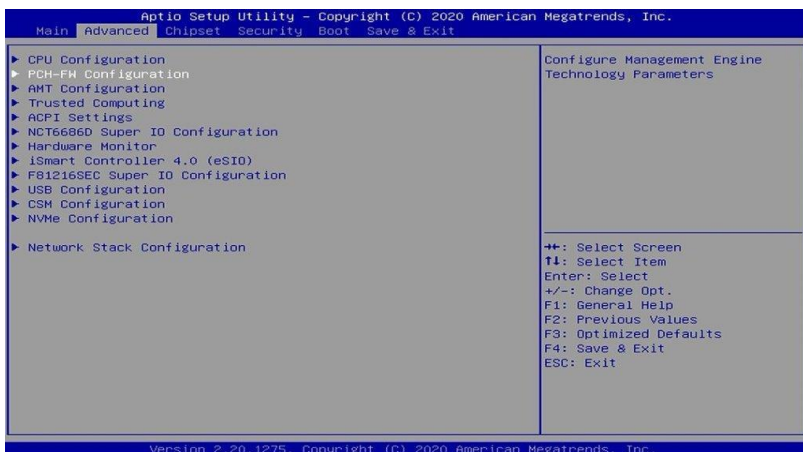 Aptio Setup Utility – Copyright (C) 2020 American Megatrends, Inc.
Main Advanced Chipset Security Boot Save & Exit
► CPU Configuration
► PCH-FW Configuration
► AMT Configuration
► Trusted Computing
► ACPI Settings
► NCT6686D Super IO Configuration
► Hardware Monitor
► iSmart Controller 4.0 (eSIO)
► F81216SEC Super IO Configuration
► USB Configuration
► CSM Configuration
► NVMe Configuration
► Network Stack Configuration
Configure Management Engine
Technology Parameters
→←: Select Screen
↑↓: Select Item
Enter: Select
+/-: Change Opt.
F1: General Help
F2: Previous Values
F3: Optimized Defaults
F4: Save & Exit
ESC: Exit
Version 2.20.1275. Copyright (C) 2020 American Megatrends, Inc.